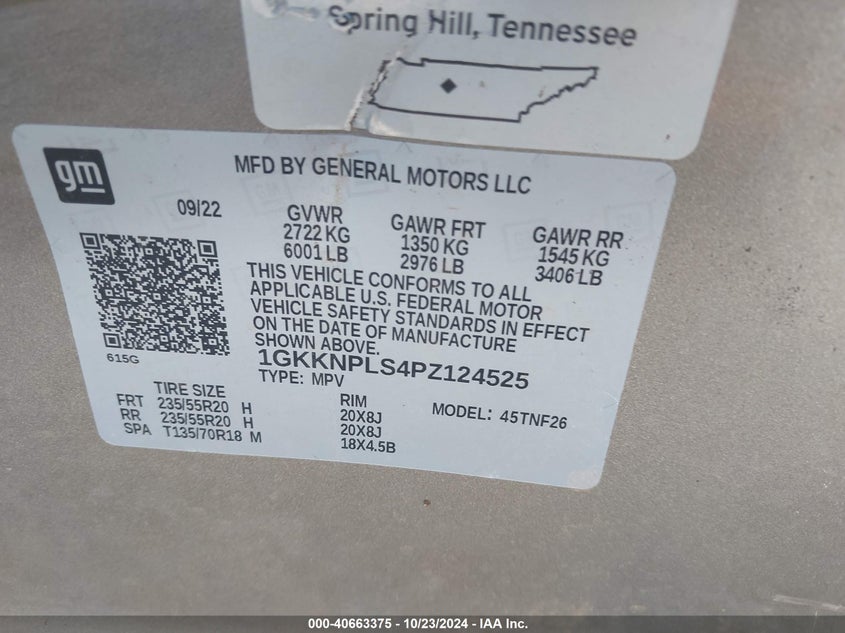 Spring Hill, Tennessee
gm
MFD BY GENERAL MOTORS LLC
09/22
GVWR
2722 KG
6001 LB
GAWR FRT
1350 KG
2976 LB
GAWR RR
1545 KG
3406 LB
THIS VEHICLE CONFORMS TO ALL
APPLICABLE U.S. FEDERAL MOTOR
VEHICLE SAFETY STANDARDS IN EFFECT
ON THE DATE OF MANUFACTURE
SHOWN ABOVE.
615G
1GKKNPLS4PZ124525
TYPE: MPV
TIRE SIZE
RIM
MODEL: 45TNF26
FRT 235/55R20 H 20X8J
RR 235/55R20 H 20X8J
SPA T135/70R18 M 18X4.5B
000-40663375 - 10/23/2024 - IAA Inc.